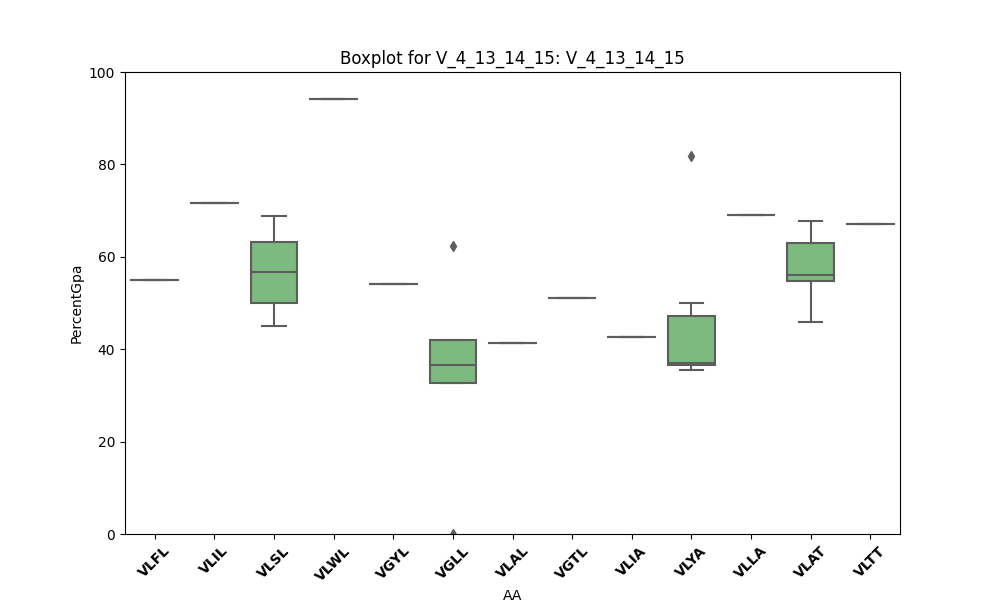 Boxplot for V_4_13_14_15: V_4_13_14_15
100
80
60
40
20
0
PercentGpa
VLFL
VLIL
VLSL
VLWL
VGYL
VGLL
VLAL
VGTL
VLIA
VLYA
VLLA
VLAT
VLTT
AA